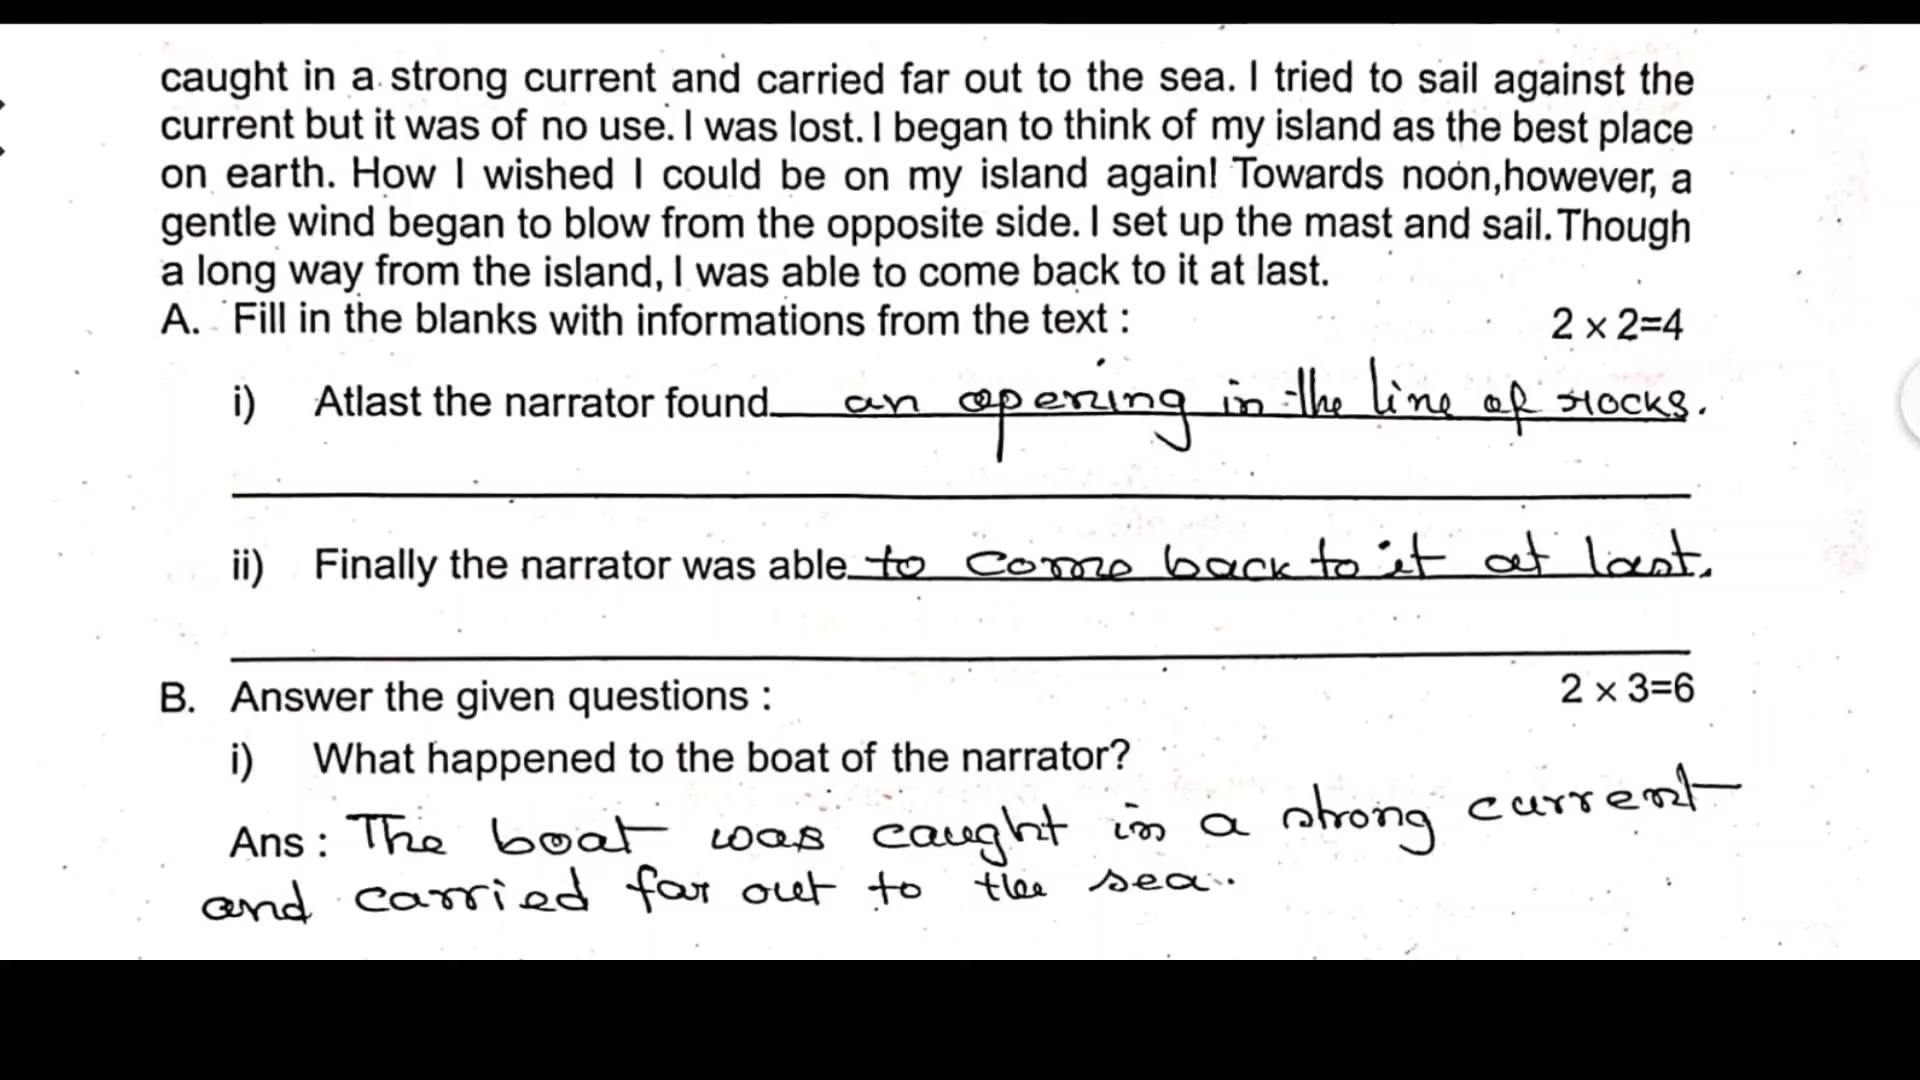 caught in a strong current and carried far out to the sea. I tried to sail against the
current but it was of no use. I was lost. I began to think of my island as the best place
on earth. How I wished I could be on my island again! Towards noon,however, a
gentle wind began to blow from the opposite side. I set up the mast and sail. Though
a long way from the island, I was able to come back to it at last.
A. Fill in the blanks with informations from the text : 2 x 2=4
i) Atlast the narrator found an opening in the line of rocks.
ii) Finally the narrator was able to come back to it at last.
B. Answer the given questions : 2 x 3=6
i) What happened to the boat of the narrator?
Ans : The boat was caught in a strong current
and carried far out to the sea.